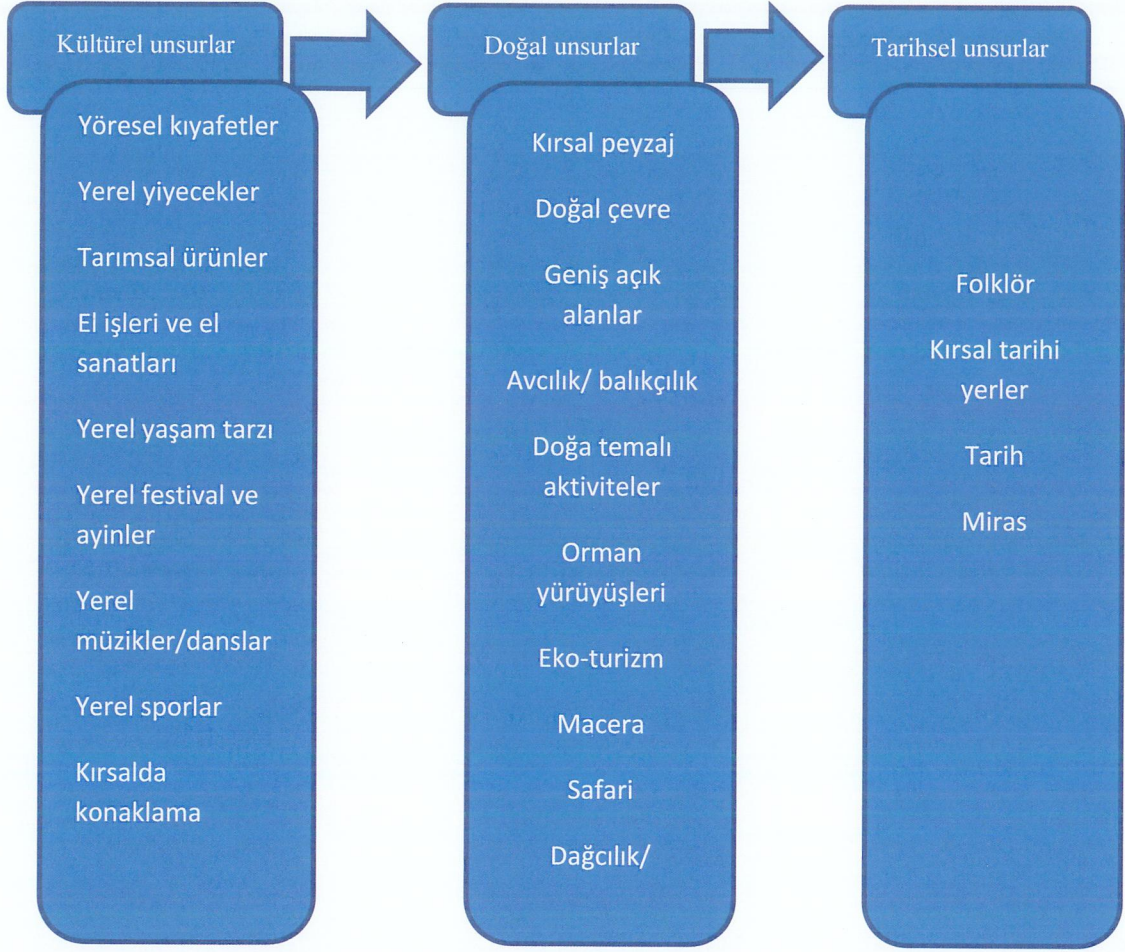 Kültürel unsurlar
Yöresel kıyafetler
Yerel yiyecekler
Tarımsal ürünler
El işleri ve el
sanatları
Yerel yaşam tarzı
Yerel festival ve
ayinler
Yerel
müzikler/danslar
Yerel sporlar
Kırsalda
konaklama
Doğal unsurlar
Kırsal peyzaj
Doğal çevre
Geniş açık
alanlar
Avcılık/ balıkçılık
Doğa temalı
aktiviteler
Orman
yürüyüşleri
Eko-turizm
Macera
Safari
Dağcılık/
Tarihsel unsurlar
Folklör
Kırsal tarihi
yerler
Tarih
Miras